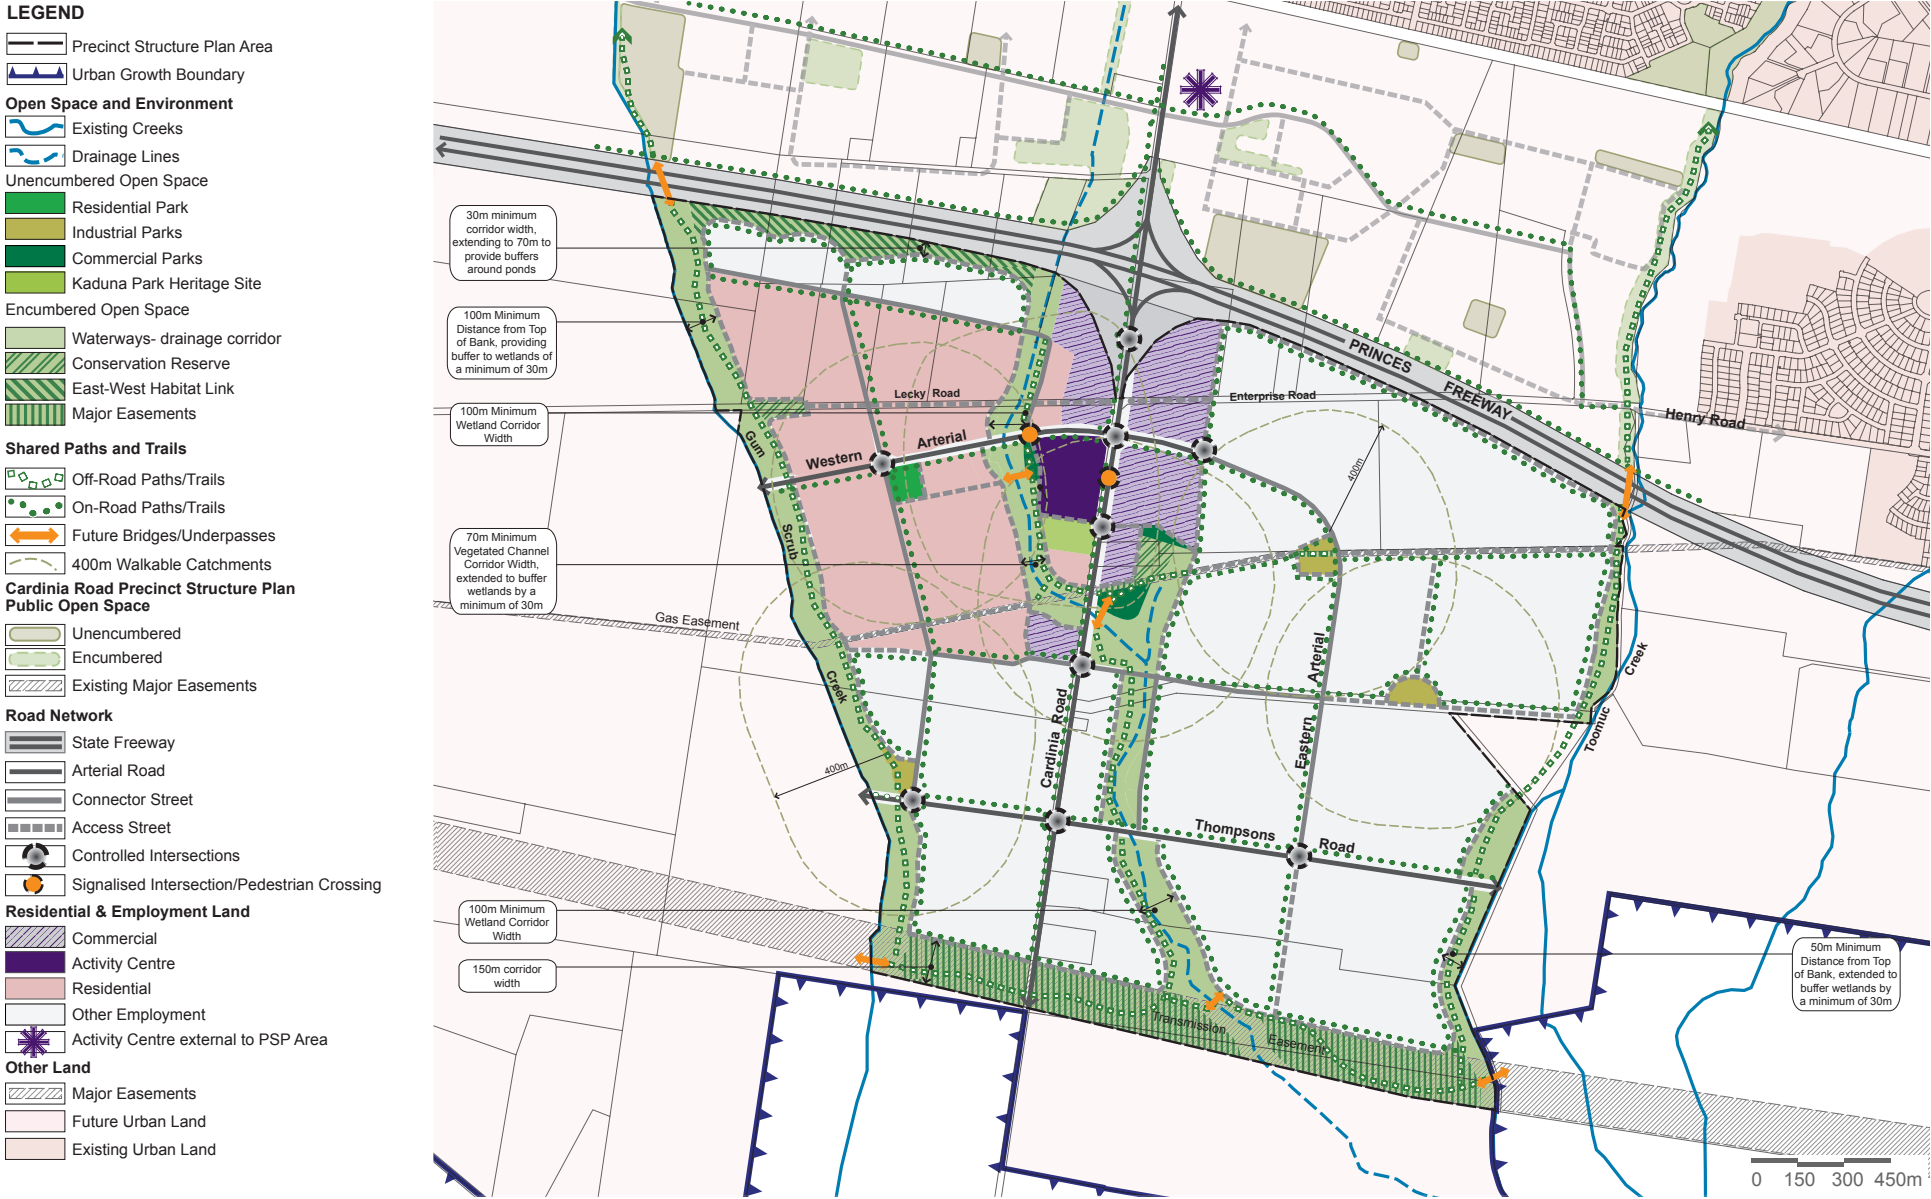 LEGEND
Precinct Structure Plan Area
Urban Growth Boundary
Open Space and Environment
Existing Creeks
Drainage Lines
Unencumbered Open Space
Residential Park
Industrial Parks
Commercial Parks
Kaduna Park Heritage Site
Encumbered Open Space
Waterways- drainage corridor
Conservation Reserve
East-West Habitat Link
Major Easements
Shared Paths and Trails
Off-Road Paths/Trails
On-Road Paths/Trails
Future Bridges/Underpasses
400m Walkable Catchments
Cardinia Road Precinct Structure Plan
Public Open Space
Unencumbered
Encumbered
Existing Major Easements
Road Network
State Freeway
Arterial Road
Connector Street
Access Street
Controlled Intersections
Signalised Intersection/Pedestrian Crossing
Residential & Employment Land
Commercial
Activity Centre
Residential
Other Employment
Activity Centre external to PSP Area
Other Land
Major Easements
Future Urban Land
Existing Urban Land
30m minimum
corridor width,
extending to 70m to
provide buffers
around ponds
100m Minimum
Distance from Top
of Bank, providing
buffer to wetlands of
a minimum of 30m
100m Minimum
Wetland Corridor
Width
70m Minimum
Vegetated Channel
Corridor Width,
extended to buffer
wetlands by a
minimum of 30m
100m Minimum
Wetland Corridor
Width
150m corridor
width
50m Minimum
Distance from Top
of Bank, extended to
buffer wetlands by
a minimum of 30m
PRINCES
FREEWAY
Henry Road
Lecky Road
Enterprise Road
Western
Arterial
Gum
Scrub
Creek
Gas Easement
400m
400m
Cardinia Road
Eastern
Arterial
Thompsons
Road
Toomuc
Creek
Transmission
Easement
0 150 300 450m